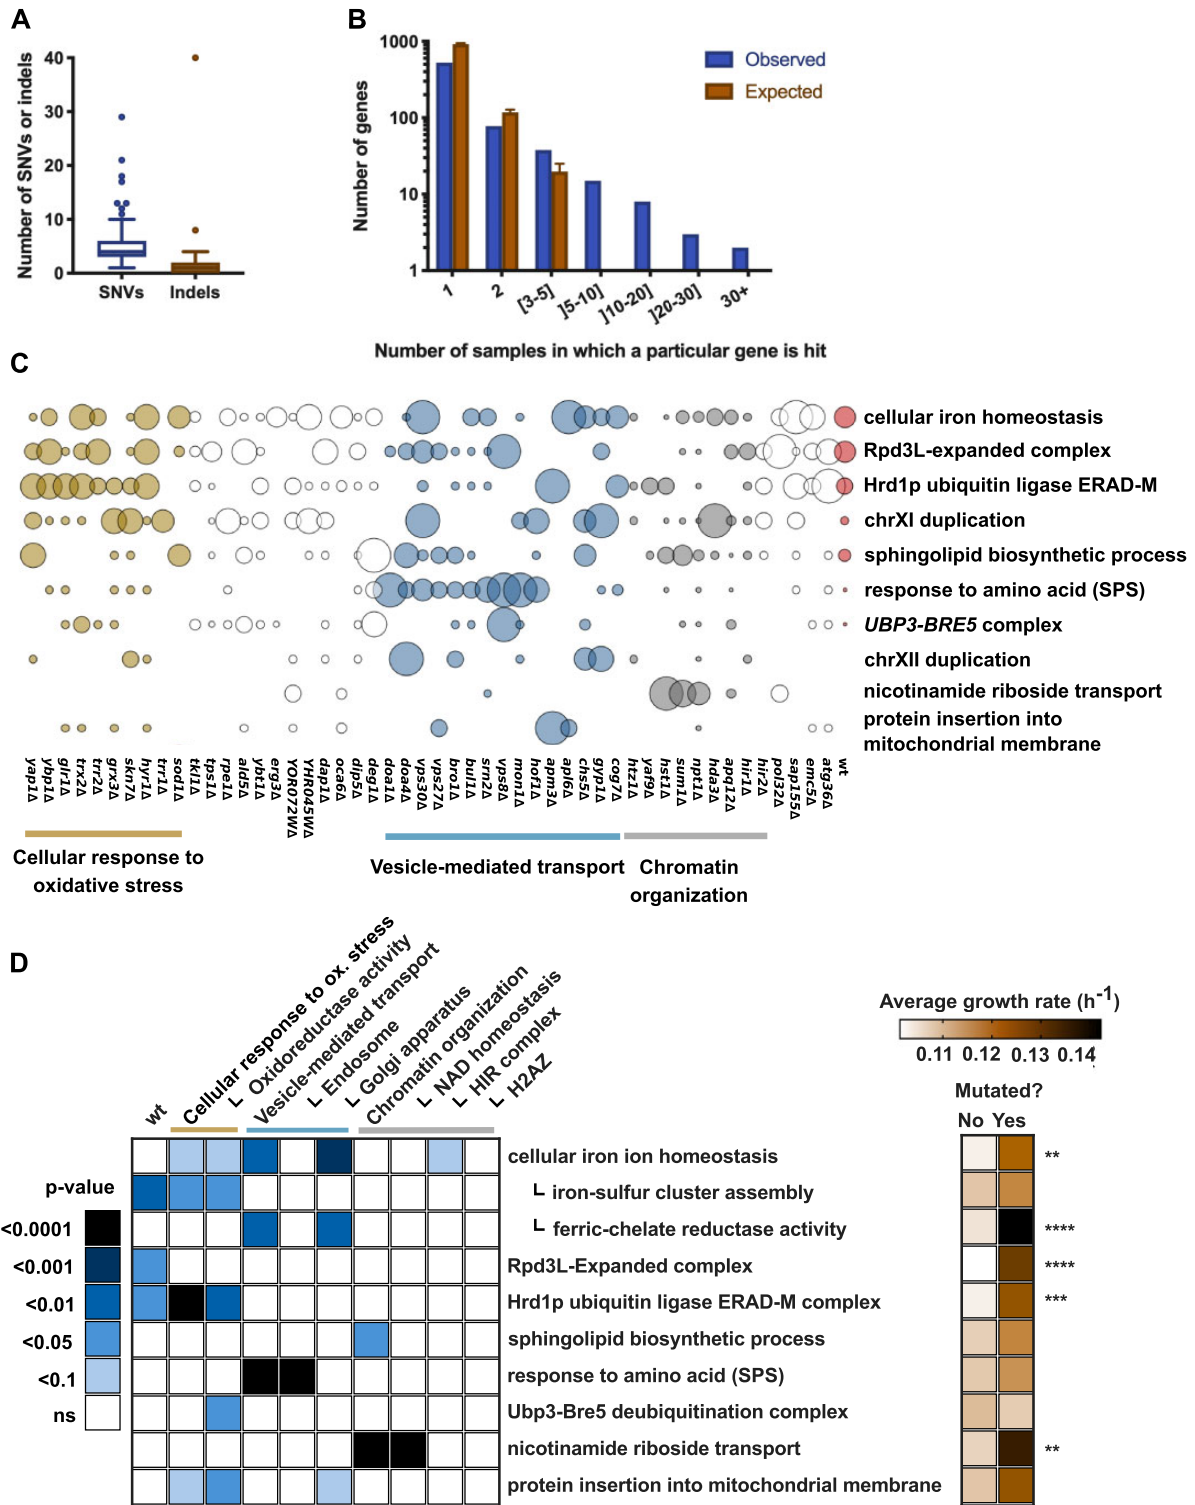 A
B
Number of SNVs or indels
40
30
20
10
0
SNVs
Indels
Number of genes
1000
100
10
1
Observed
Expected
1
2
[3-5]
]5-10]
]10-20]
]20-30]
30+
Number of samples in which a particular gene is hit
C
cellular iron homeostasis
Rpd3L-expanded complex
Hrd1p ubiquitin ligase ERAD-M
chrXI duplication
sphingolipid biosynthetic process
response to amino acid (SPS)
UBP3-BRE5 complex
chrXII duplication
nicotinamide riboside transport
protein insertion into
mitochondrial membrane
yap1Δ
ybp1Δ
glr1Δ
trx2Δ
trr2Δ
grx3Δ
skn7Δ
hyr1Δ
trr1Δ
sod1Δ
tkl1Δ
tps1Δ
rpe1Δ
ald5Δ
ybt1Δ
erg3Δ
YOR072WΔ
YHR045WΔ
dap1Δ
oca6Δ
dip5Δ
deg1Δ
doa1Δ
doa4Δ
vps30Δ
vps27Δ
bro1Δ
bul1Δ
srn2Δ
vps8Δ
mon1Δ
hof1Δ
apm3Δ
apl6Δ
chs5Δ
gyp1Δ
cog7Δ
htz1Δ
yaf9Δ
hst1Δ
sum1Δ
npt1Δ
hda3Δ
apq12Δ
hir1Δ
hir2Δ
pol32Δ
sap155Δ
emc5Δ
atg36Δ
wt
Cellular response to
oxidative stress
Vesicle-mediated transport
Chromatin
organization
D
wt
Cellular response to ox. stress
Oxidoreductase activity
Vesicle-mediated transport
Endosome
Golgi apparatus
Chromatin organization
NAD homeostasis
HIR complex
H2AZ
Average growth rate (h-1)
0.11 0.12 0.13 0.14
Mutated?
No Yes
p-value
<0.0001
<0.001
<0.01
<0.05
<0.1
ns
cellular iron ion homeostasis
**
iron-sulfur cluster assembly
ferric-chelate reductase activity
****
Rpd3L-Expanded complex
****
Hrd1p ubiquitin ligase ERAD-M complex
***
sphingolipid biosynthetic process
response to amino acid (SPS)
Ubp3-Bre5 deubiquitination complex
nicotinamide riboside transport
**
protein insertion into mitochondrial membrane